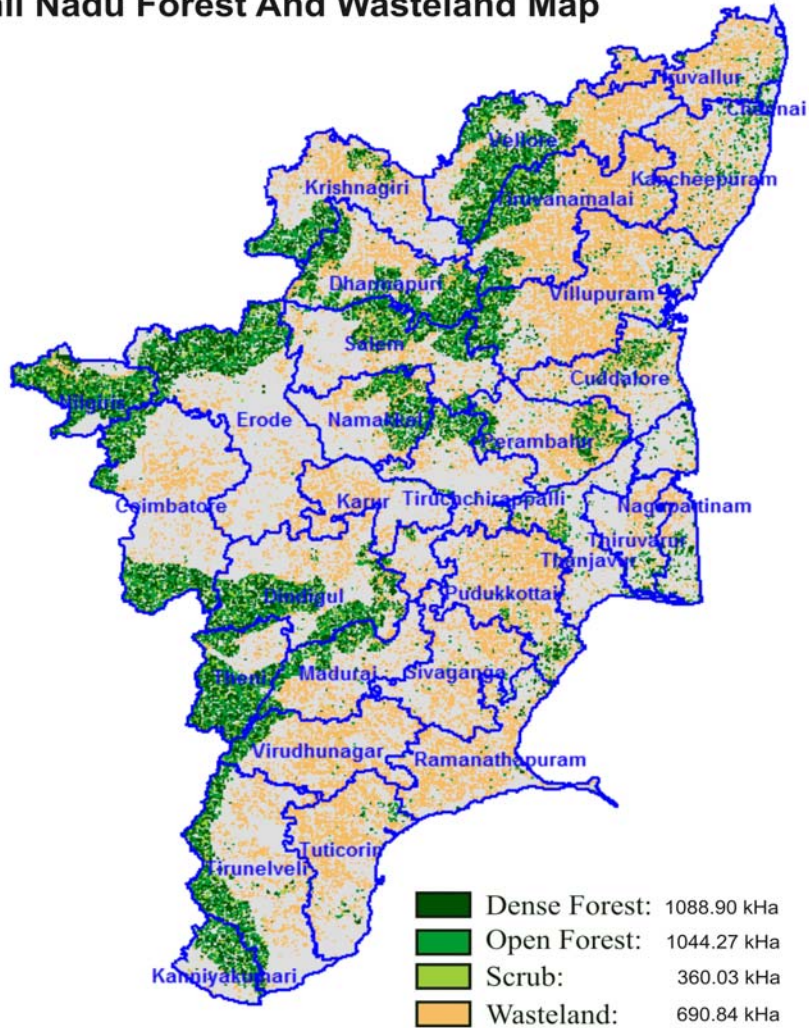 il Nadu Forest And Wasteland Map
Tiruvallur
Chennai
Vellore
Kancheepuram
Krishnagiri
Tiruvanamalai
Dharmapuri
Villupuram
Salem
Cuddalore
Nilgiris
Erode
Namakkal
Perambalur
Coimbatore
Karur
Tiruchchirappalli
Nagapattinam
Thiruvarur
Thanjavur
Dindigul
Pudukkottai
Theni
Madurai
Sivaganga
Virudhunagar
Ramanathapuram
Tuticorin
Tirunelveli
Kanniyakumari
Dense Forest: 1088.90 kHa
Open Forest: 1044.27 kHa
Scrub: 360.03 kHa
Wasteland: 690.84 kHa